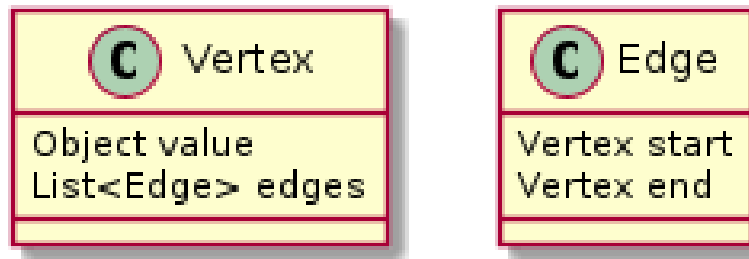 C Vertex
Object value
List<Edge> edges
C Edge
Vertex start
Vertex end